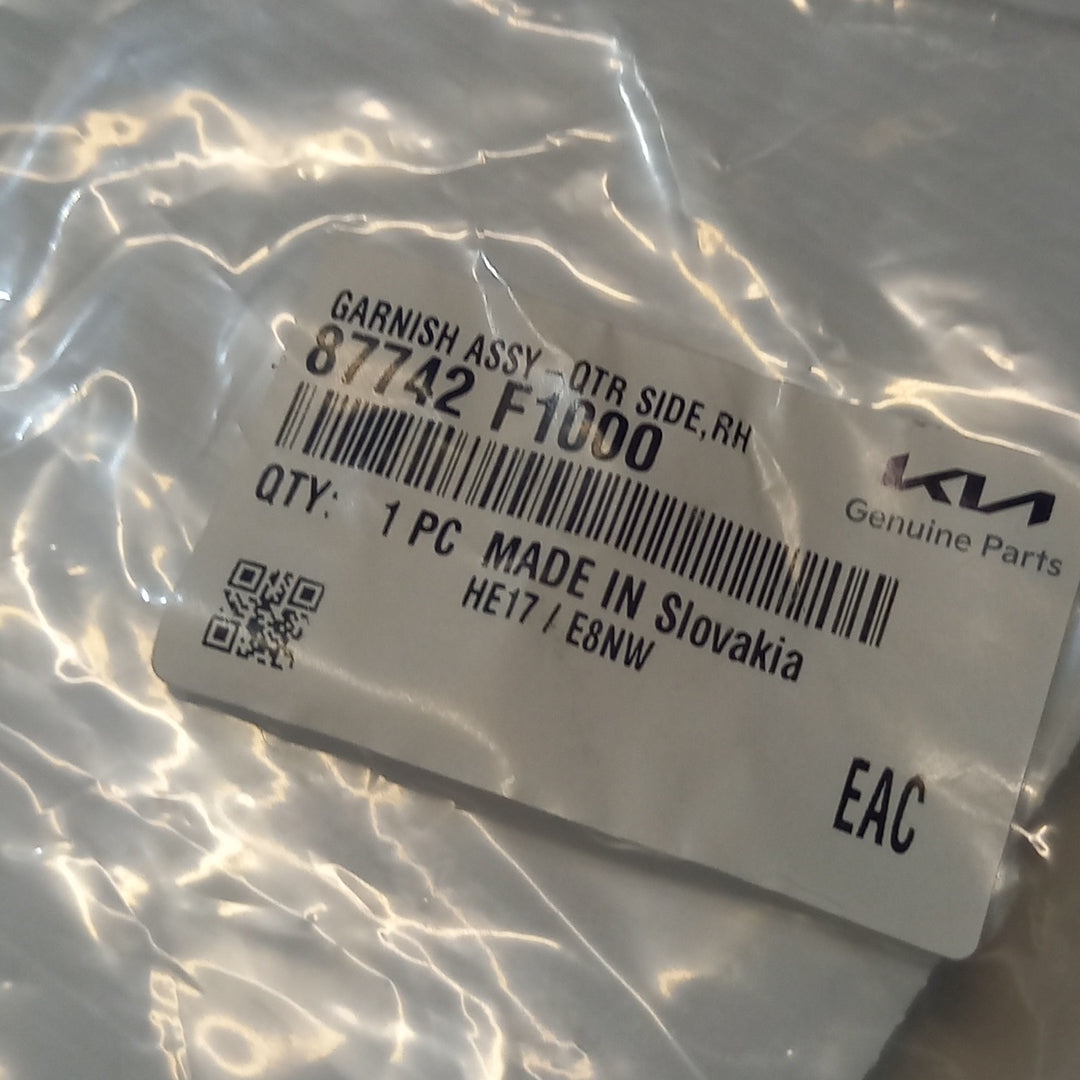 GARNISH ASSY-QTR SIDE,RH
87742 F1000
QTY: 1 PC MADE IN Slovakia
HE17 / E8NW
KIA
Genuine Parts
EAC